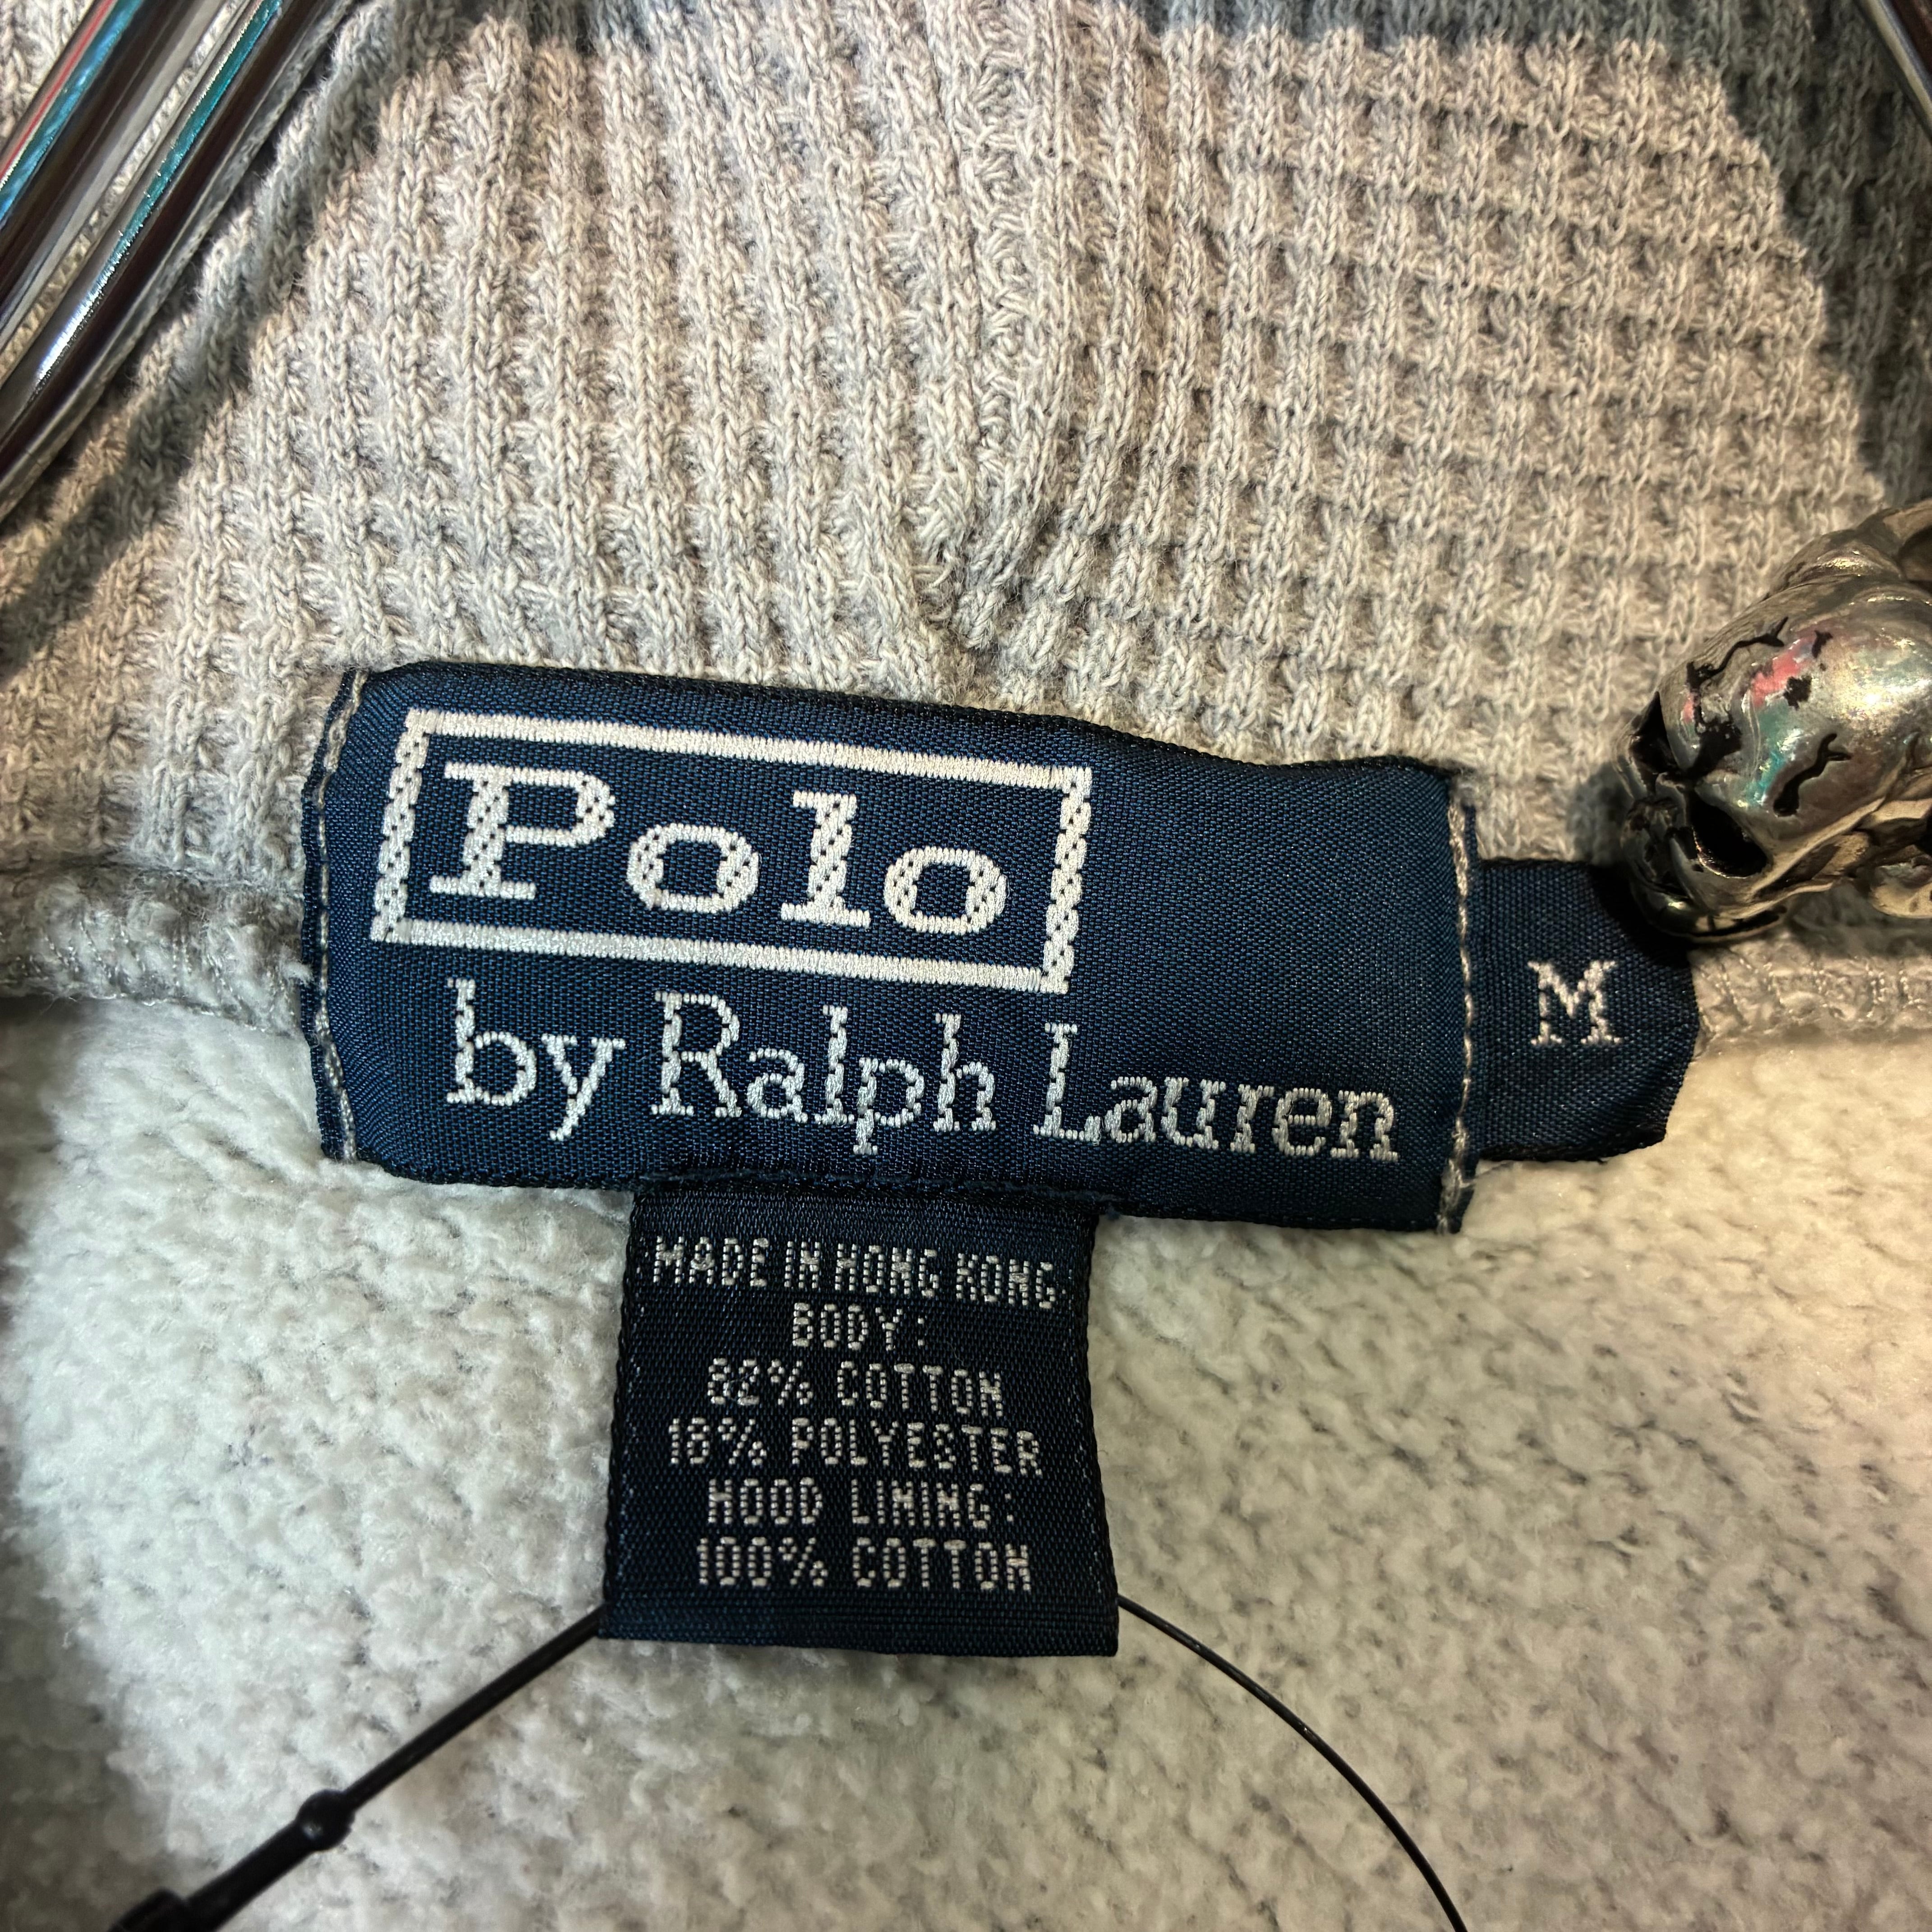 Polo
by Ralph Lauren
M
MADE IN HONG KONG
BODY:
82% COTTON
18% POLYESTER
HOOD LINING:
100% COTTON